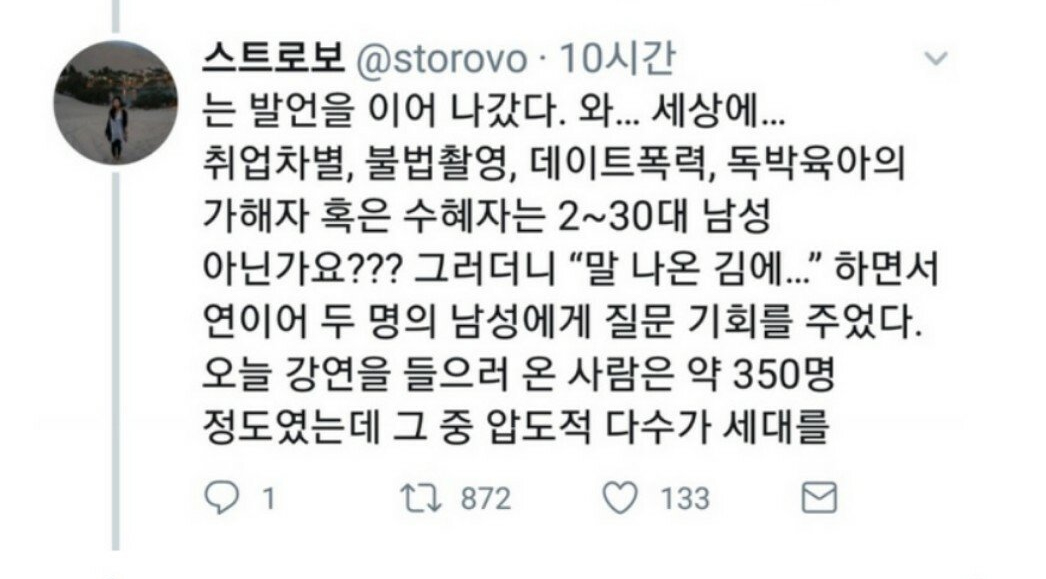 스트로보 @storovo · 10시간
는 발언을 이어 나갔다. 와... 세상에...
취업차별, 불법촬영, 데이트폭력, 독박육아의
가해자 혹은 수혜자는 2~30대 남성
아닌가요??? 그러더니 “말 나온 김에...” 하면서
연이어 두 명의 남성에게 질문 기회를 주었다.
오늘 강연을 들으러 온 사람은 약 350명
정도였는데 그 중 압도적 다수가 세대를
1 872 133